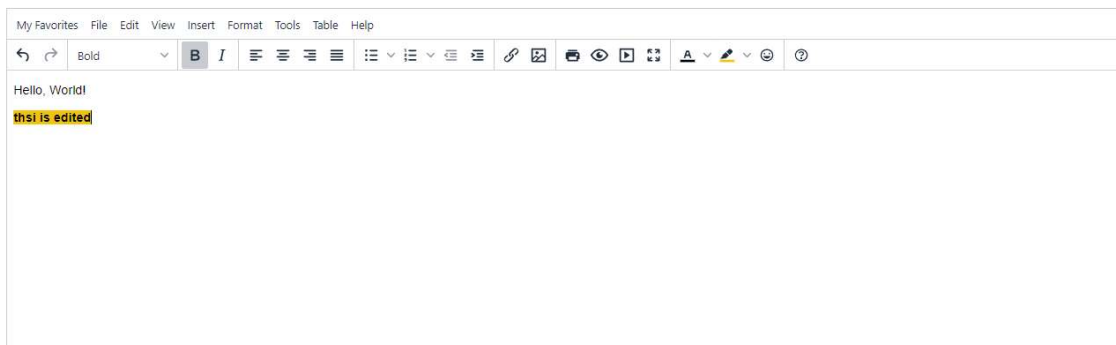 My Favorites File Edit View Insert Format Tools Table Help
Bold B I A
Hello, World!
thsi is edited